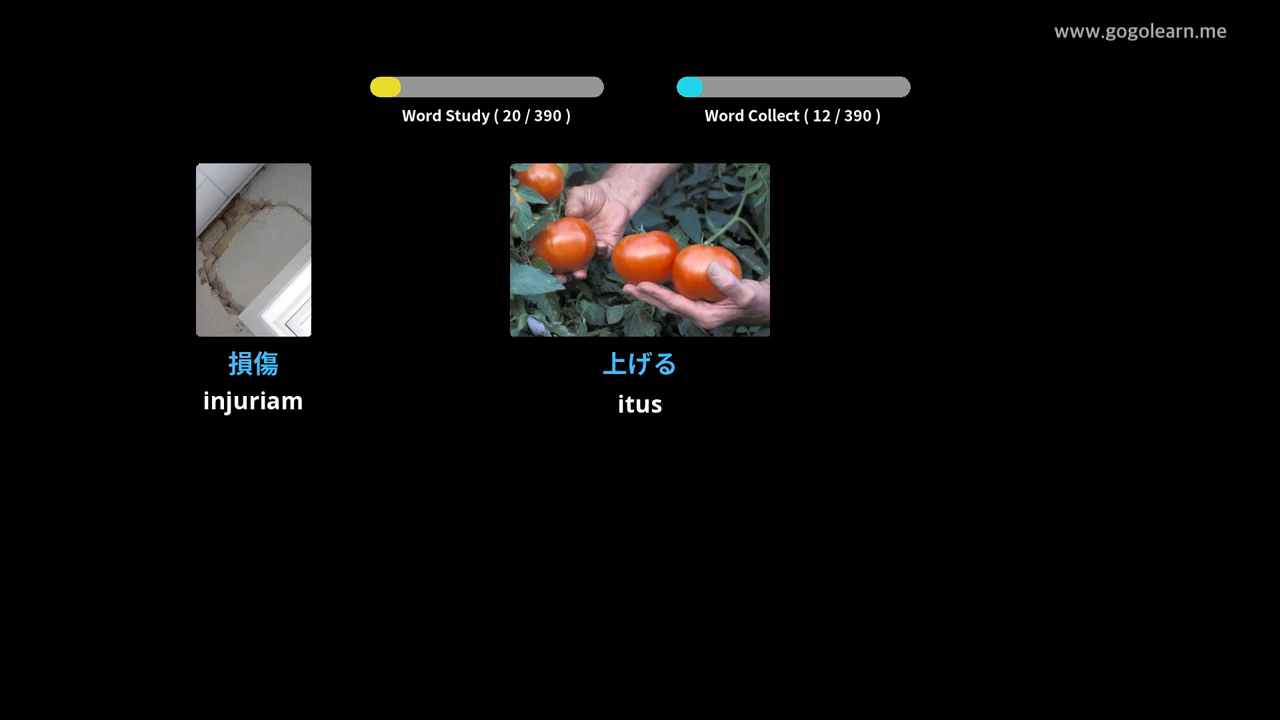 www.gogolearn.me
Word Study ( 20 / 390 )
Word Collect ( 12 / 390 )
損傷
injuriam
上げる
itus